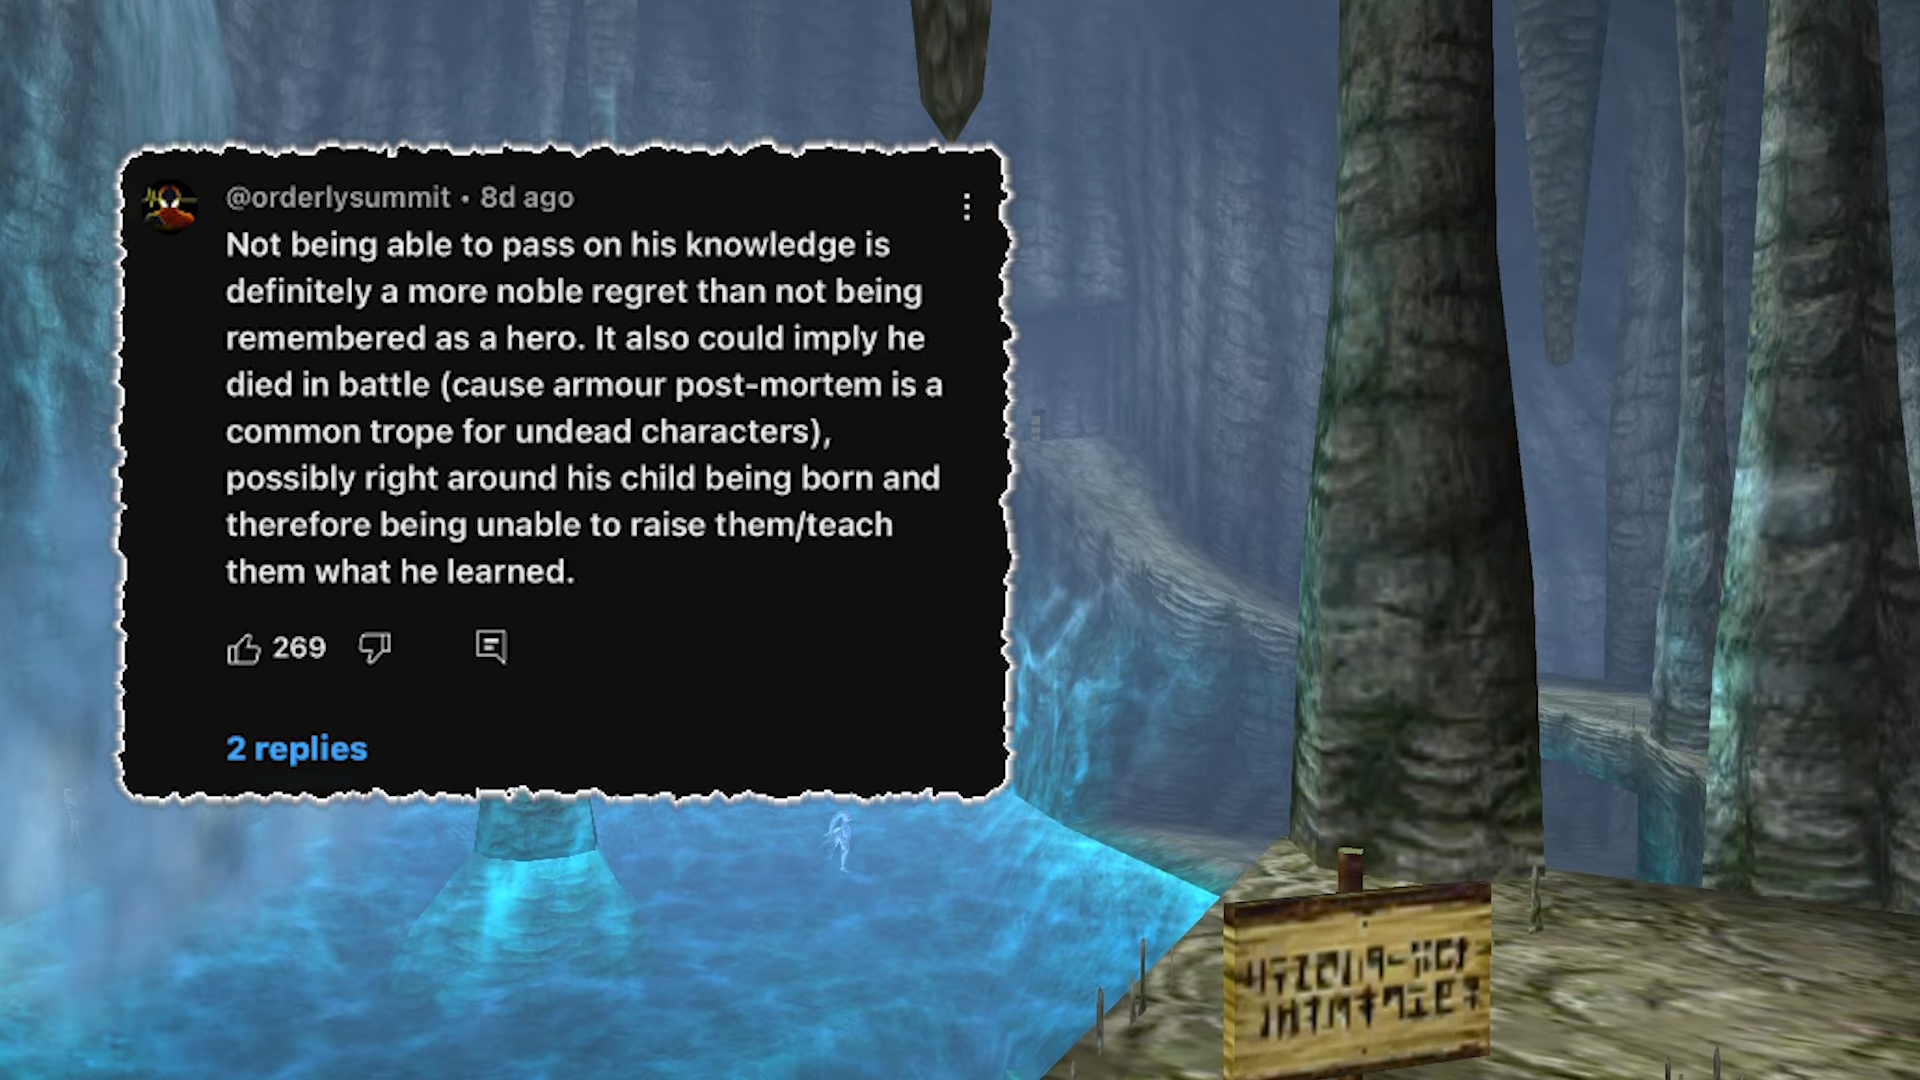 @orderlysummit • 8d ago
Not being able to pass on his knowledge is
definitely a more noble regret than not being
remembered as a hero. It also could imply he
died in battle (cause armour post-mortem is a
common trope for undead characters),
possibly right around his child being born and
therefore being unable to raise them/teach
them what he learned.
269
2 replies